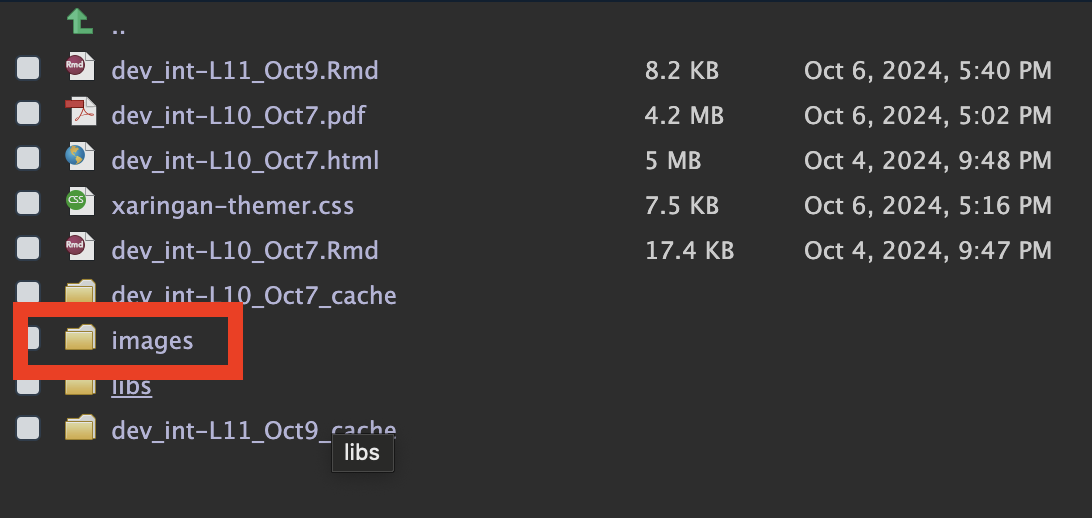 ..
Rmd dev_int-L11_Oct9.Rmd 8.2 KB Oct 6, 2024, 5:40 PM
dev_int-L10_Oct7.pdf 4.2 MB Oct 6, 2024, 5:02 PM
dev_int-L10_Oct7.html 5 MB Oct 4, 2024, 9:48 PM
CSS xaringan-themer.css 7.5 KB Oct 6, 2024, 5:16 PM
Rmd dev_int-L10_Oct7.Rmd 17.4 KB Oct 4, 2024, 9:47 PM
dev_int-L10_Oct7_cache
images
libs
dev_int-L11_Oct9_cache
libs